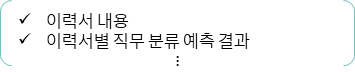 ✓ 이력서 내용
✓ 이력서별 직무 분류 예측 결과
⋮